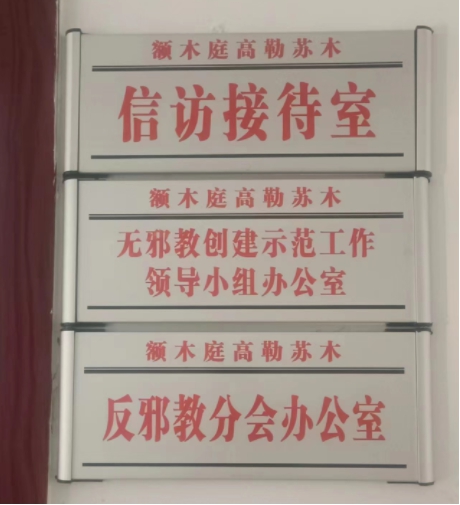 额木庭高勒苏木
信访接待室
额木庭高勒苏木
无邪教创建示范工作
领导小组办公室
额木庭高勒苏木
反邪教分会办公室